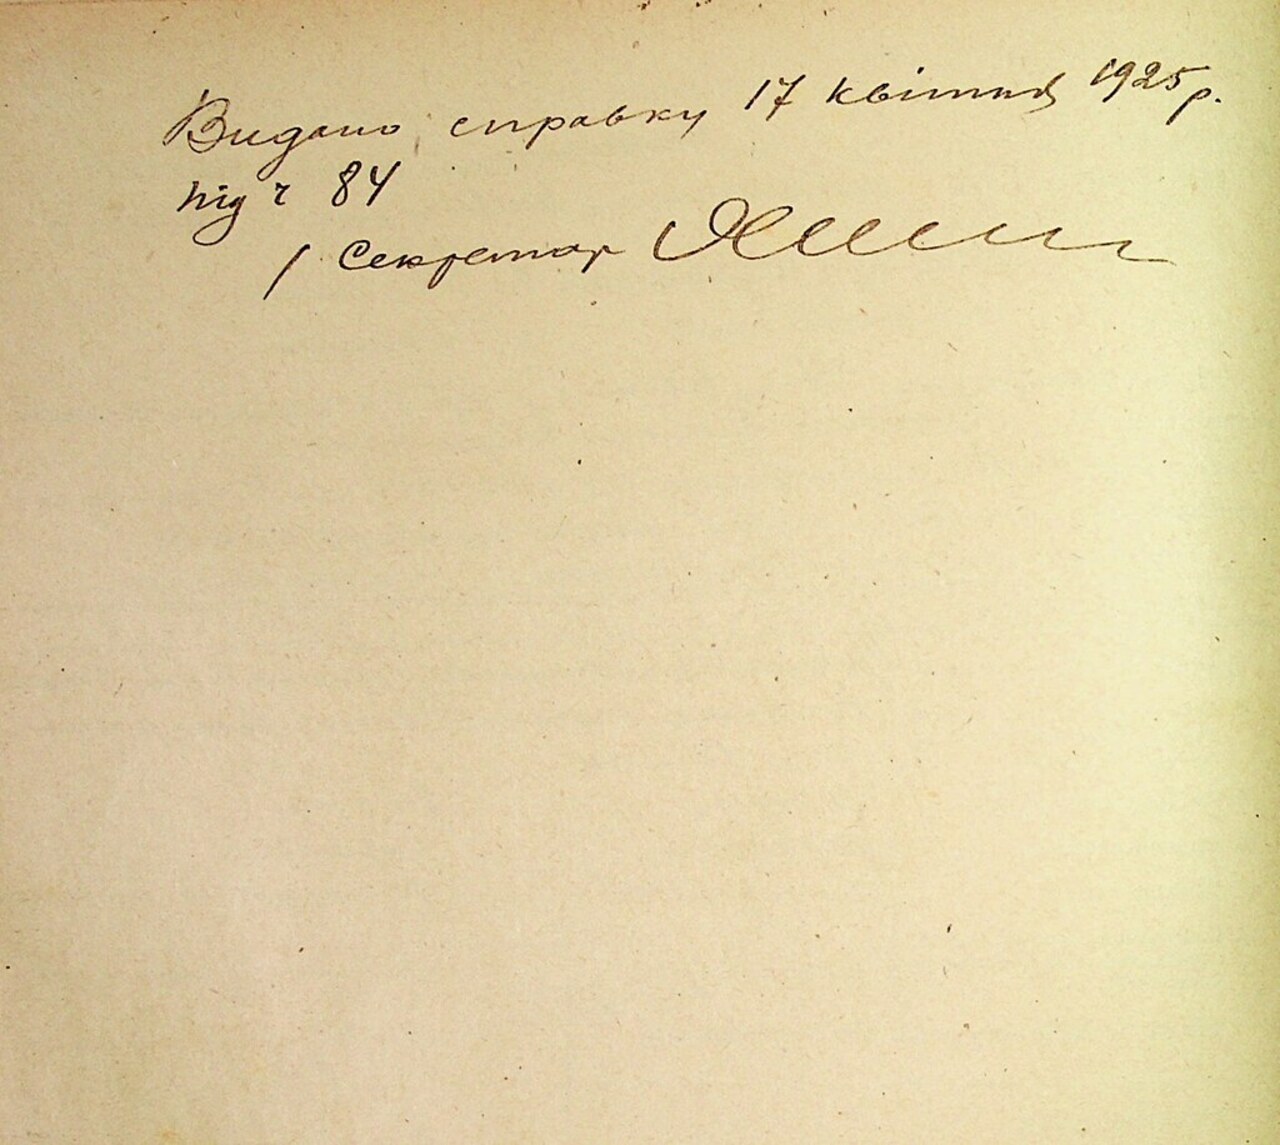 Видано справку 17 квітня 1925 р.
під ч 84
/ Секретар